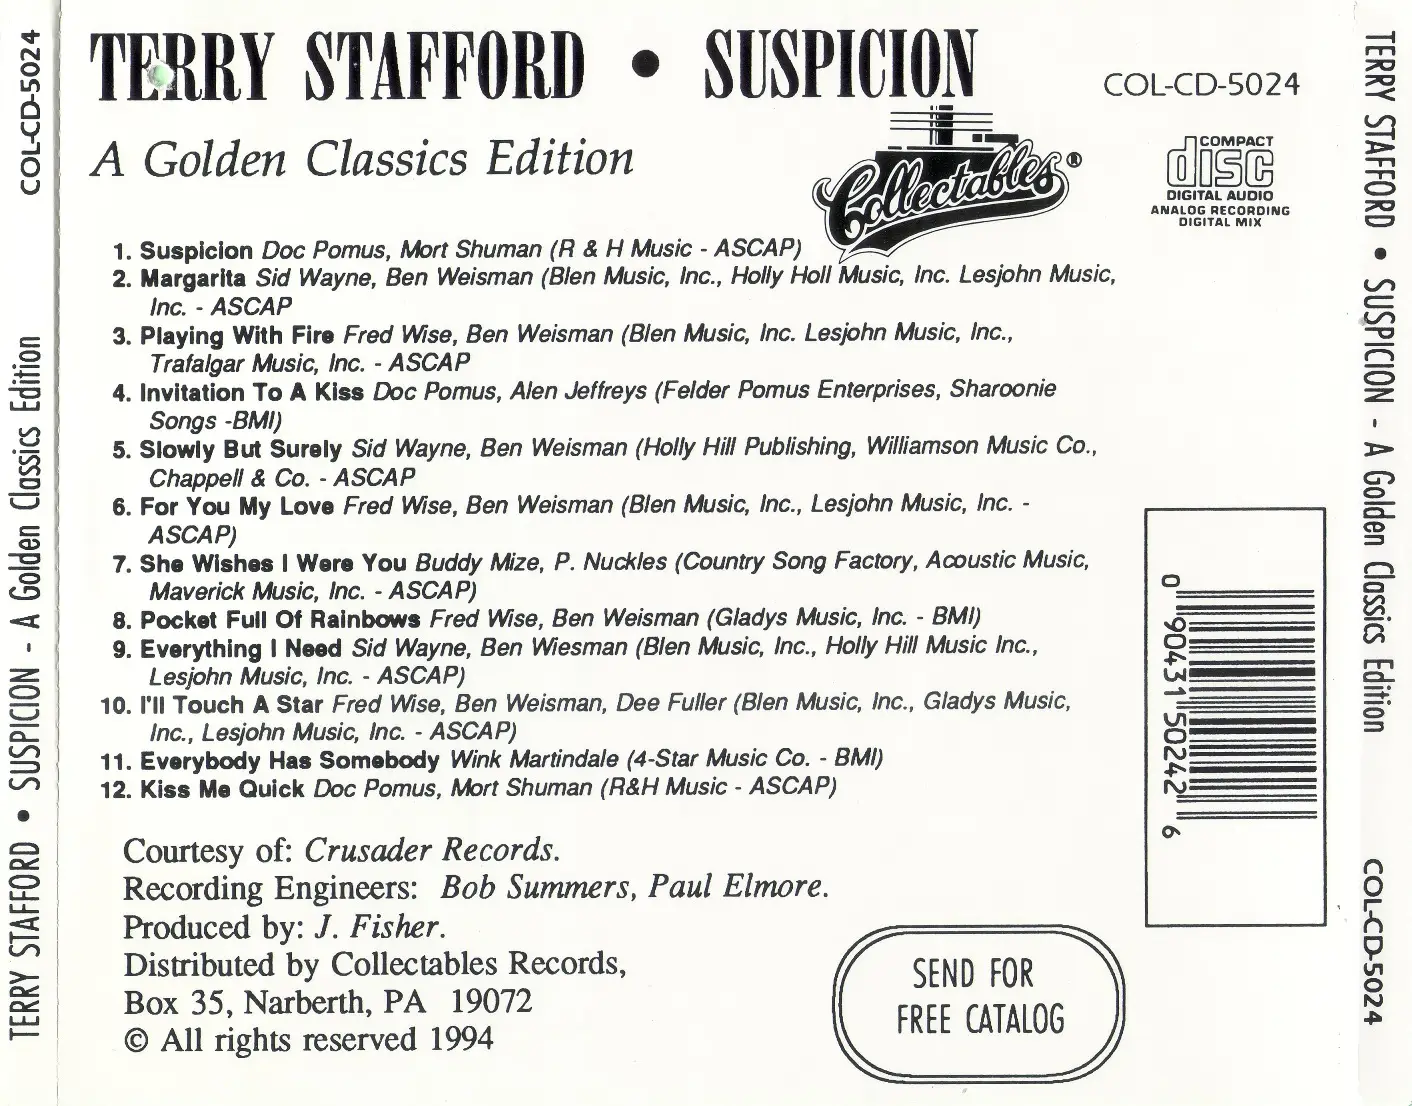 COL-CD-5024
TERRY STAFFORD • SUSPICION - A Golden Classics Edition
TERRY STAFFORD • SUSPICION
COL-CD-5024
A Golden Classics Edition
Collectables®
COMPACT
disc
DIGITAL AUDIO
ANALOG RECORDING
DIGITAL MIX
1. Suspicion Doc Pomus, Mort Shuman (R & H Music - ASCAP)
2. Margarita Sid Wayne, Ben Weisman (Blen Music, Inc., Holly Holl Music, Inc. Lesjohn Music,
Inc. - ASCAP
3. Playing With Fire Fred Wise, Ben Weisman (Blen Music, Inc. Lesjohn Music, Inc.,
Trafalgar Music, Inc. - ASCAP
4. Invitation To A Kiss Doc Pomus, Alen Jeffreys (Felder Pomus Enterprises, Sharoonie
Songs -BMI)
5. Slowly But Surely Sid Wayne, Ben Weisman (Holly Hill Publishing, Williamson Music Co.,
Chappell & Co. - ASCAP
6. For You My Love Fred Wise, Ben Weisman (Blen Music, Inc., Lesjohn Music, Inc. -
ASCAP)
7. She Wishes I Were You Buddy Mize, P. Nuckles (Country Song Factory, Acoustic Music,
Maverick Music, Inc. - ASCAP)
8. Pocket Full Of Rainbows Fred Wise, Ben Weisman (Gladys Music, Inc. - BMI)
9. Everything I Need Sid Wayne, Ben Wiesman (Blen Music, Inc., Holly Hill Music Inc.,
Lesjohn Music, Inc. - ASCAP)
10. I'll Touch A Star Fred Wise, Ben Weisman, Dee Fuller (Blen Music, Inc., Gladys Music,
Inc., Lesjohn Music, Inc. - ASCAP)
11. Everybody Has Somebody Wink Martindale (4-Star Music Co. - BMI)
12. Kiss Me Quick Doc Pomus, Mort Shuman (R&H Music - ASCAP)
0 90431 50242 6
Courtesy of: Crusader Records.
Recording Engineers: Bob Summers, Paul Elmore.
Produced by: J. Fisher.
Distributed by Collectables Records,
Box 35, Narberth, PA 19072
© All rights reserved 1994
SEND FOR
FREE CATALOG
TERRY STAFFORD • SUSPICION - A Golden Classics Edition
COL-CD-5024